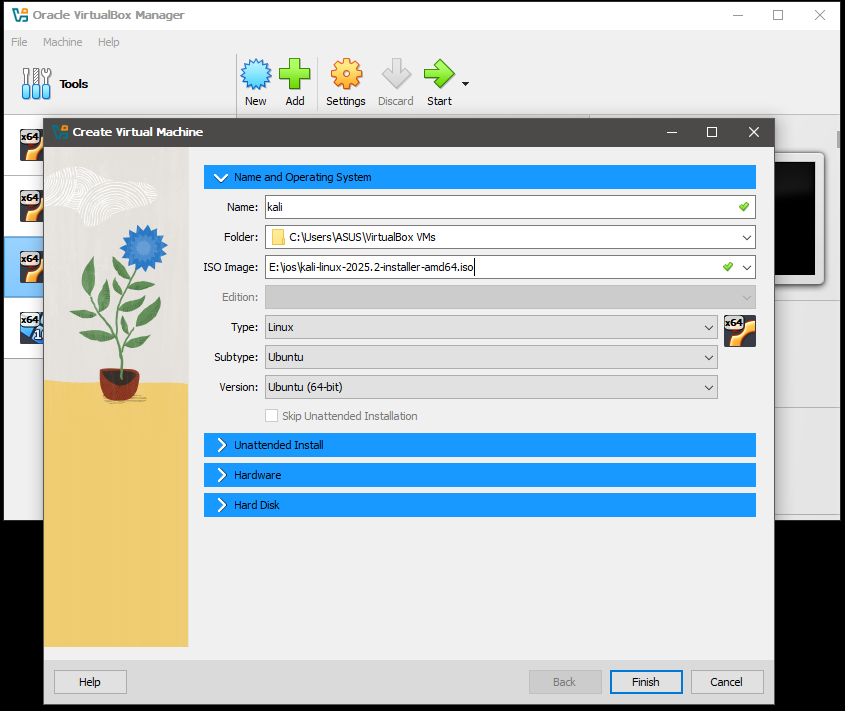 Oracle VirtualBox Manager
File Machine Help
Tools
New Add Settings Discard Start
x64
x64
x64
x64
Create Virtual Machine
Name and Operating System
Name: kali
Folder: C:\Users\ASUS\VirtualBox VMs
ISO Image: E:\ios\kali-linux-2025.2-installer-amd64.iso
Edition:
Type: Linux
x64
Subtype: Ubuntu
Version: Ubuntu (64-bit)
Skip Unattended Installation
Unattended Install
Hardware
Hard Disk
Help Back Finish Cancel